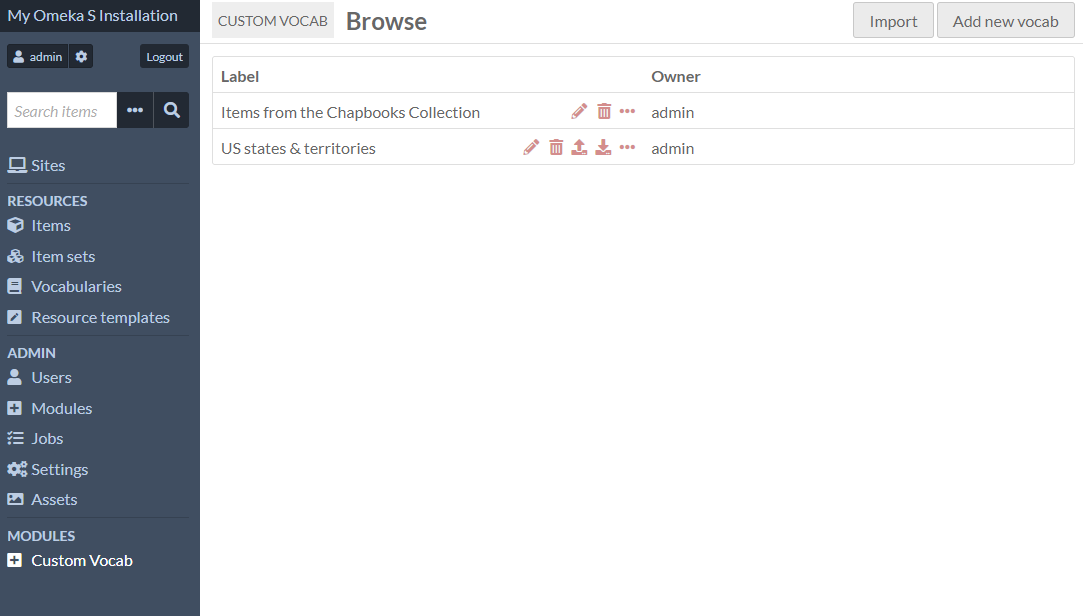 My Omeka S Installation
admin
Logout
Search items
Sites
RESOURCES
Items
Item sets
Vocabularies
Resource templates
ADMIN
Users
Modules
Jobs
Settings
Assets
MODULES
Custom Vocab
CUSTOM VOCAB Browse
Import
Add new vocab
Label Owner
Items from the Chapbooks Collection admin
US states & territories admin